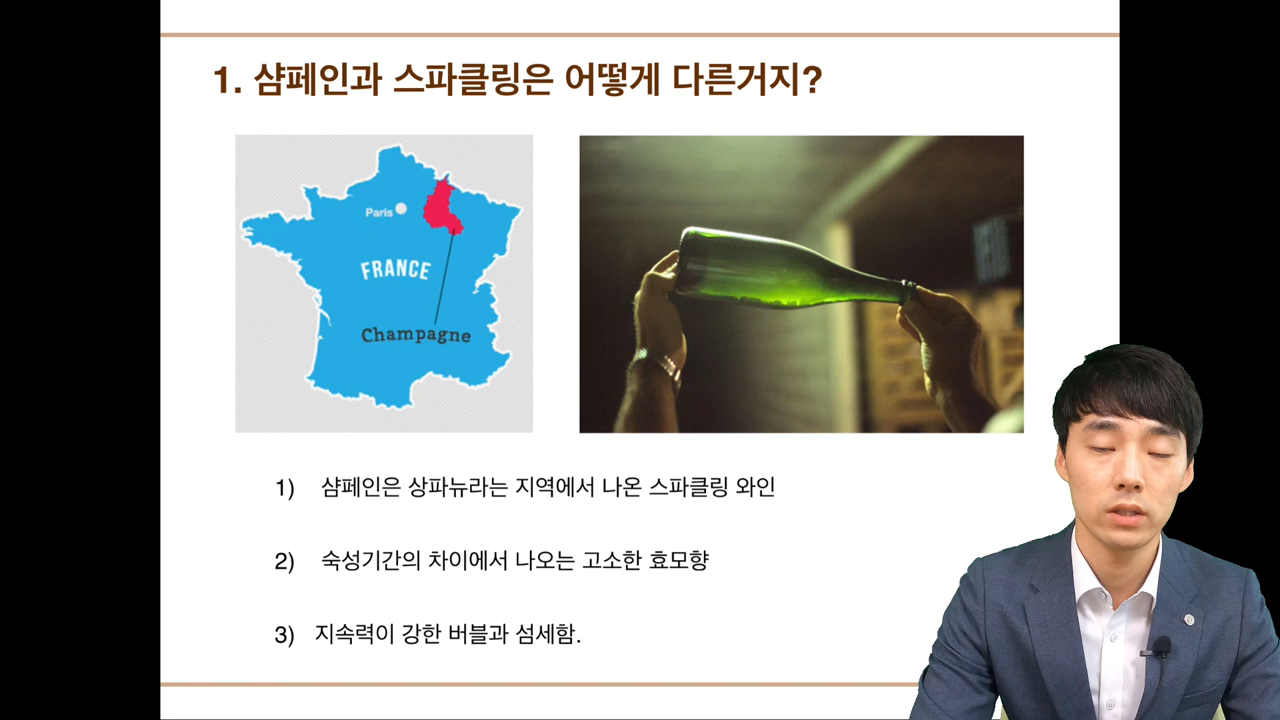 1. 샴페인과 스파클링은 어떻게 다른거지?
Paris
FRANCE
Champagne
1) 샴페인은 상파뉴라는 지역에서 나온 스파클링 와인
2) 숙성기간의 차이에서 나오는 고소한 효모향
3) 지속력이 강한 버블과 섬세함.